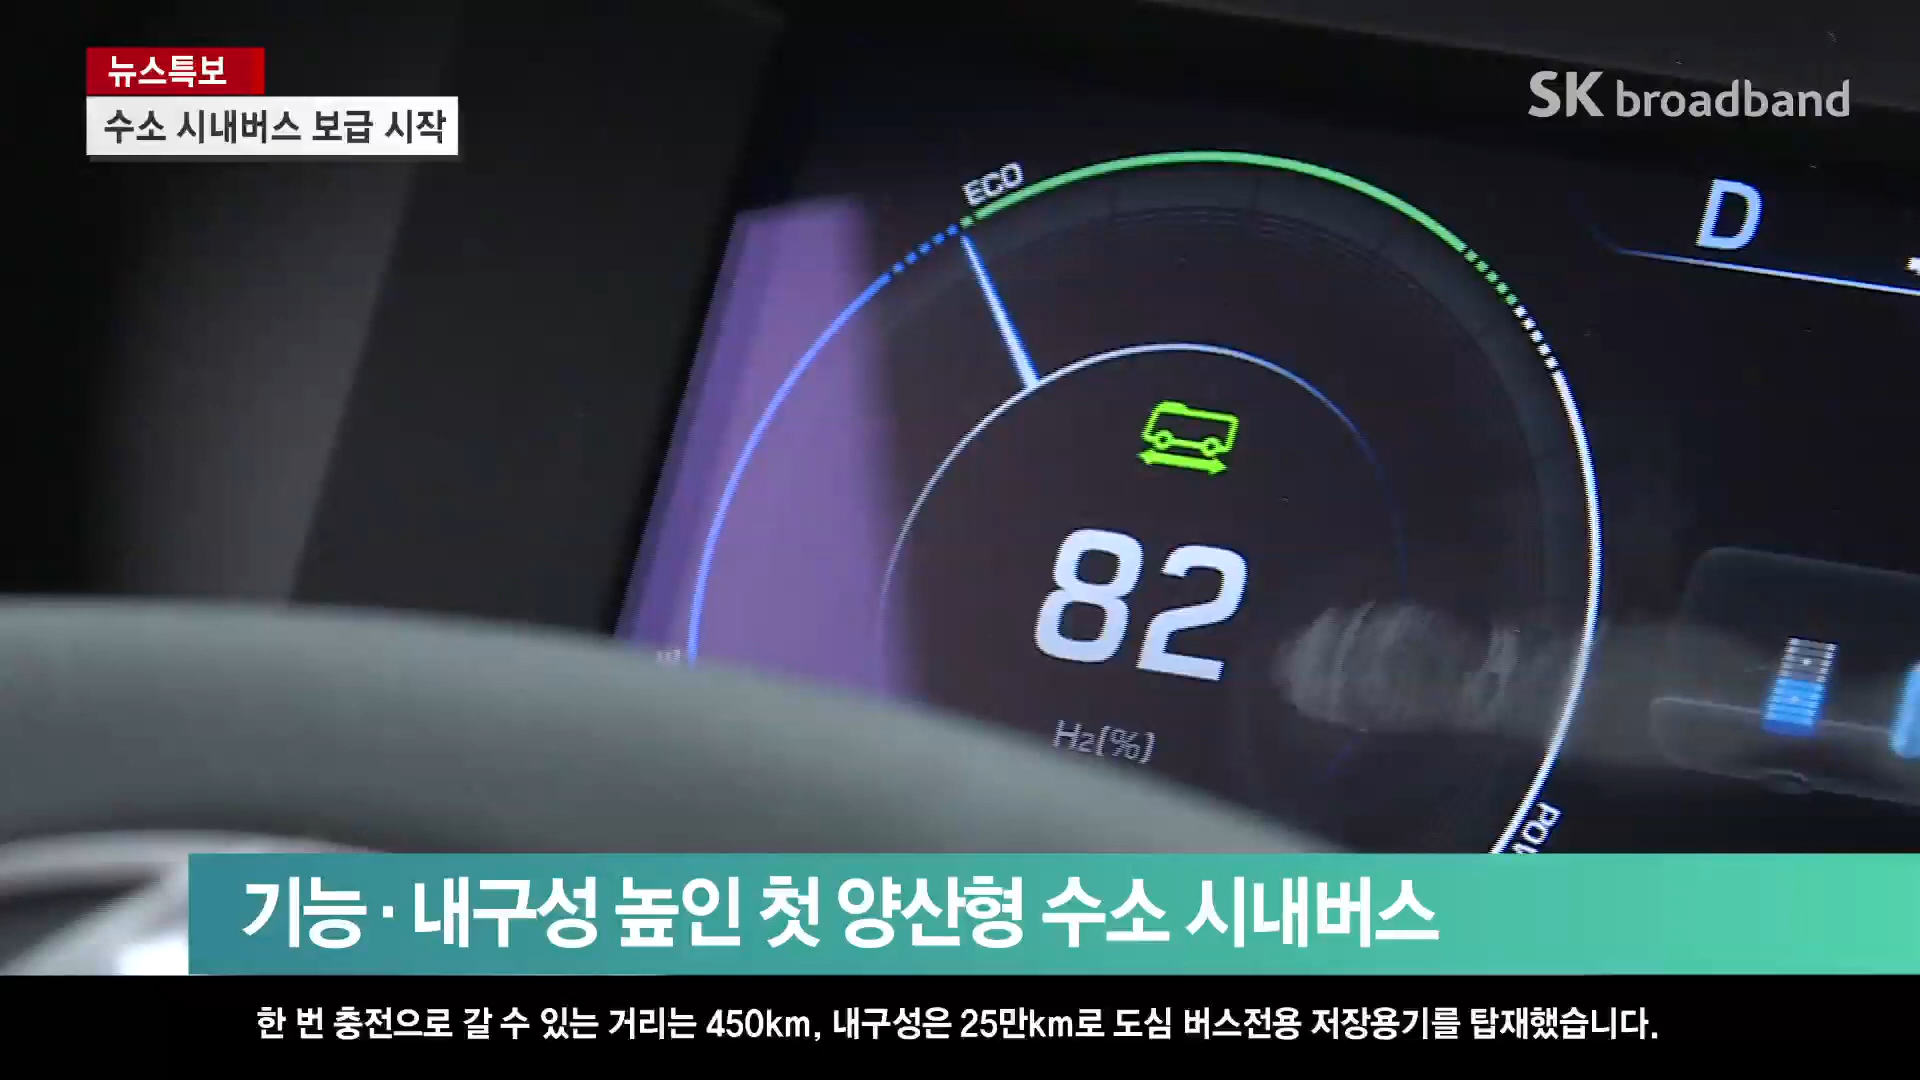 뉴스특보
수소 시내버스 보급 시작
SK broadband
ECO
D
82
H2(%)
기능·내구성 높인 첫 양산형 수소 시내버스
한 번 충전으로 갈 수 있는 거리는 450km, 내구성은 25만km로 도심 버스전용 저장용기를 탑재했습니다.